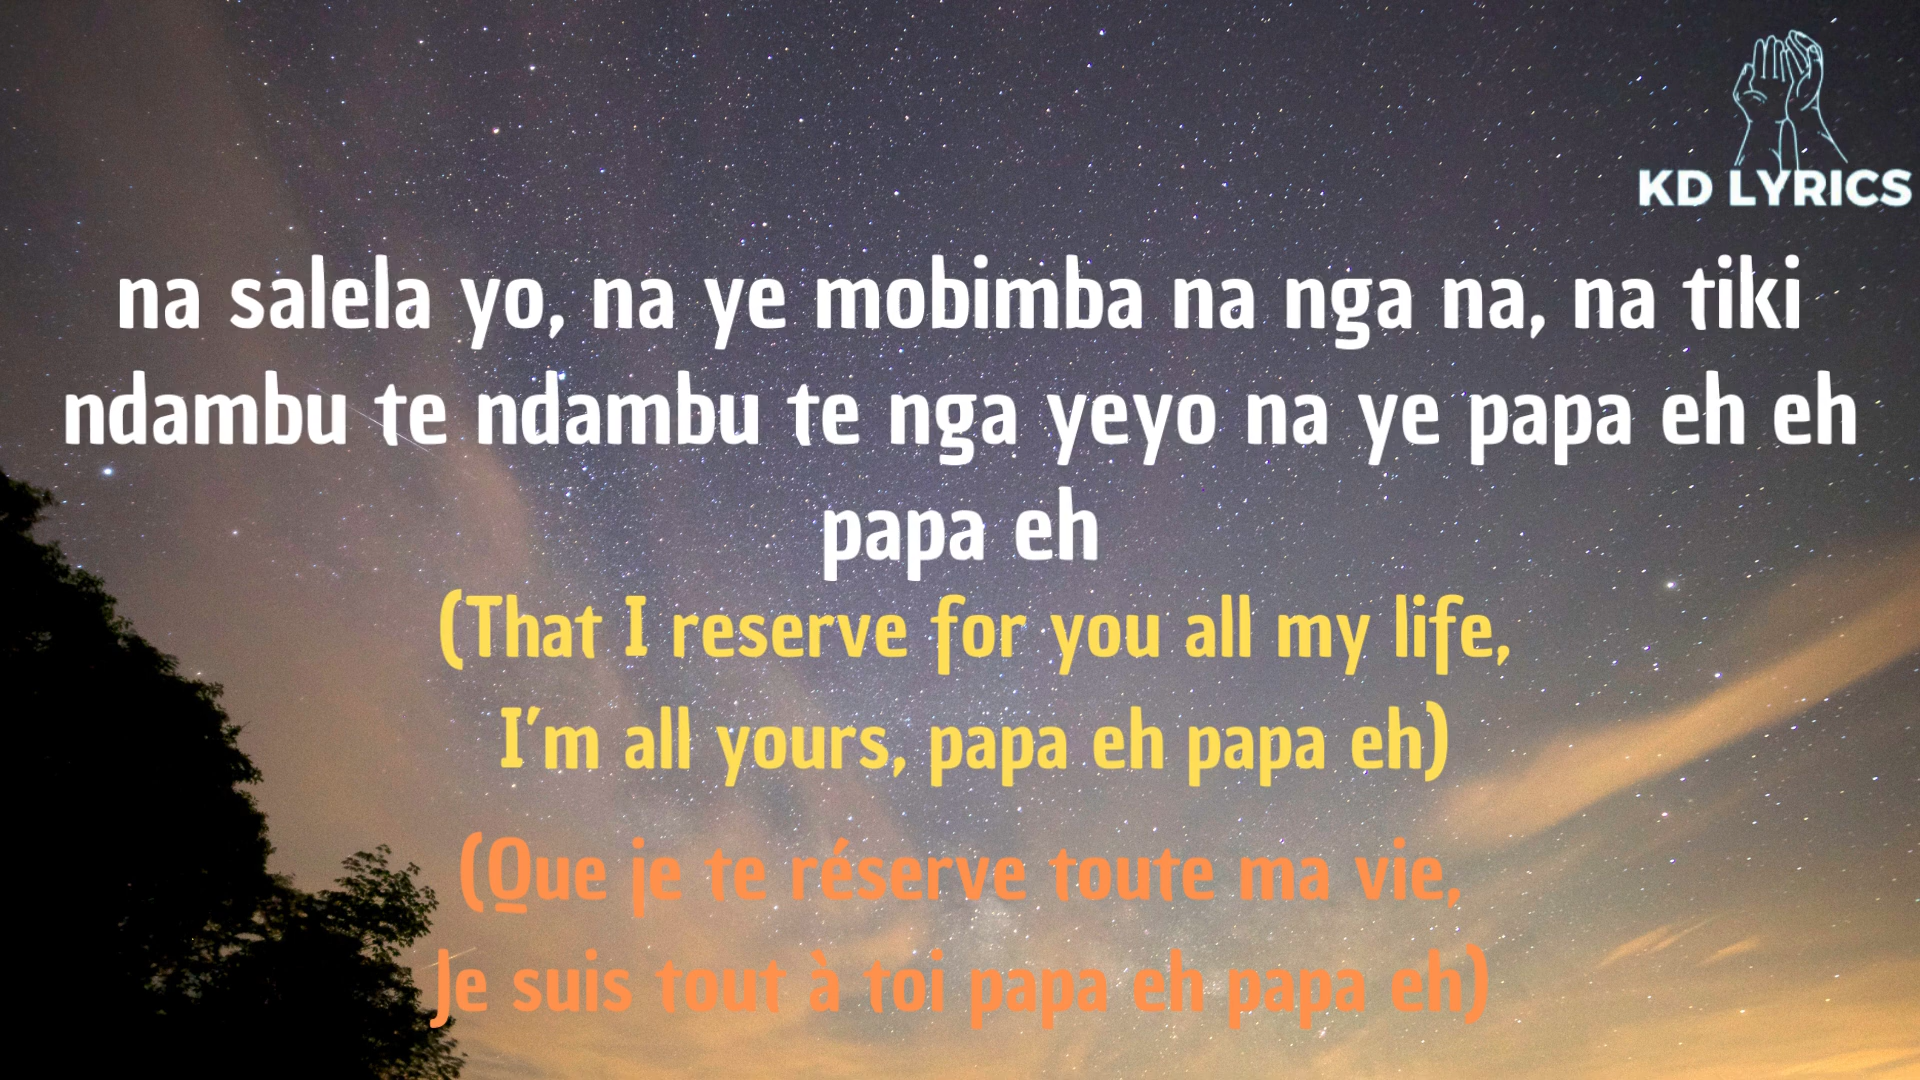 KD LYRICS
na salela yo, na ye mobimba na nga na, na tiki
ndambu te ndambu te nga yeyo na ye papa eh eh
papa eh
(That I reserve for you all my life,
I'm all yours, papa eh papa eh)
(Que je te réserve toute ma vie,
Je suis tout à toi papa eh papa eh)